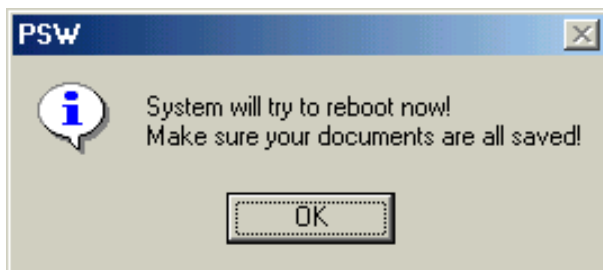 PSW
System will try to reboot now!
Make sure your documents are all saved!
OK